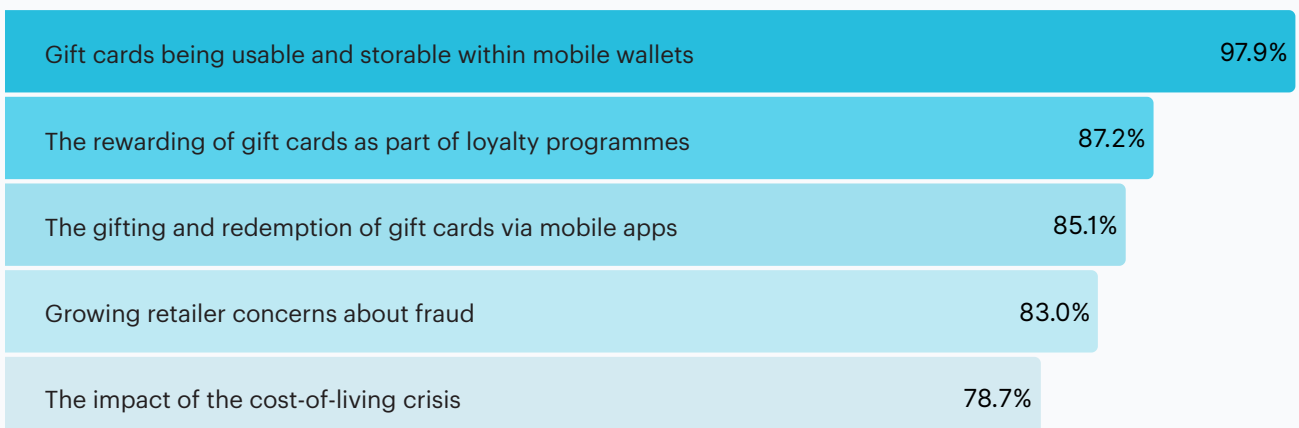 Gift cards being usable and storable within mobile wallets 97.9%
The rewarding of gift cards as part of loyalty programmes 87.2%
The gifting and redemption of gift cards via mobile apps 85.1%
Growing retailer concerns about fraud 83.0%
The impact of the cost-of-living crisis 78.7%